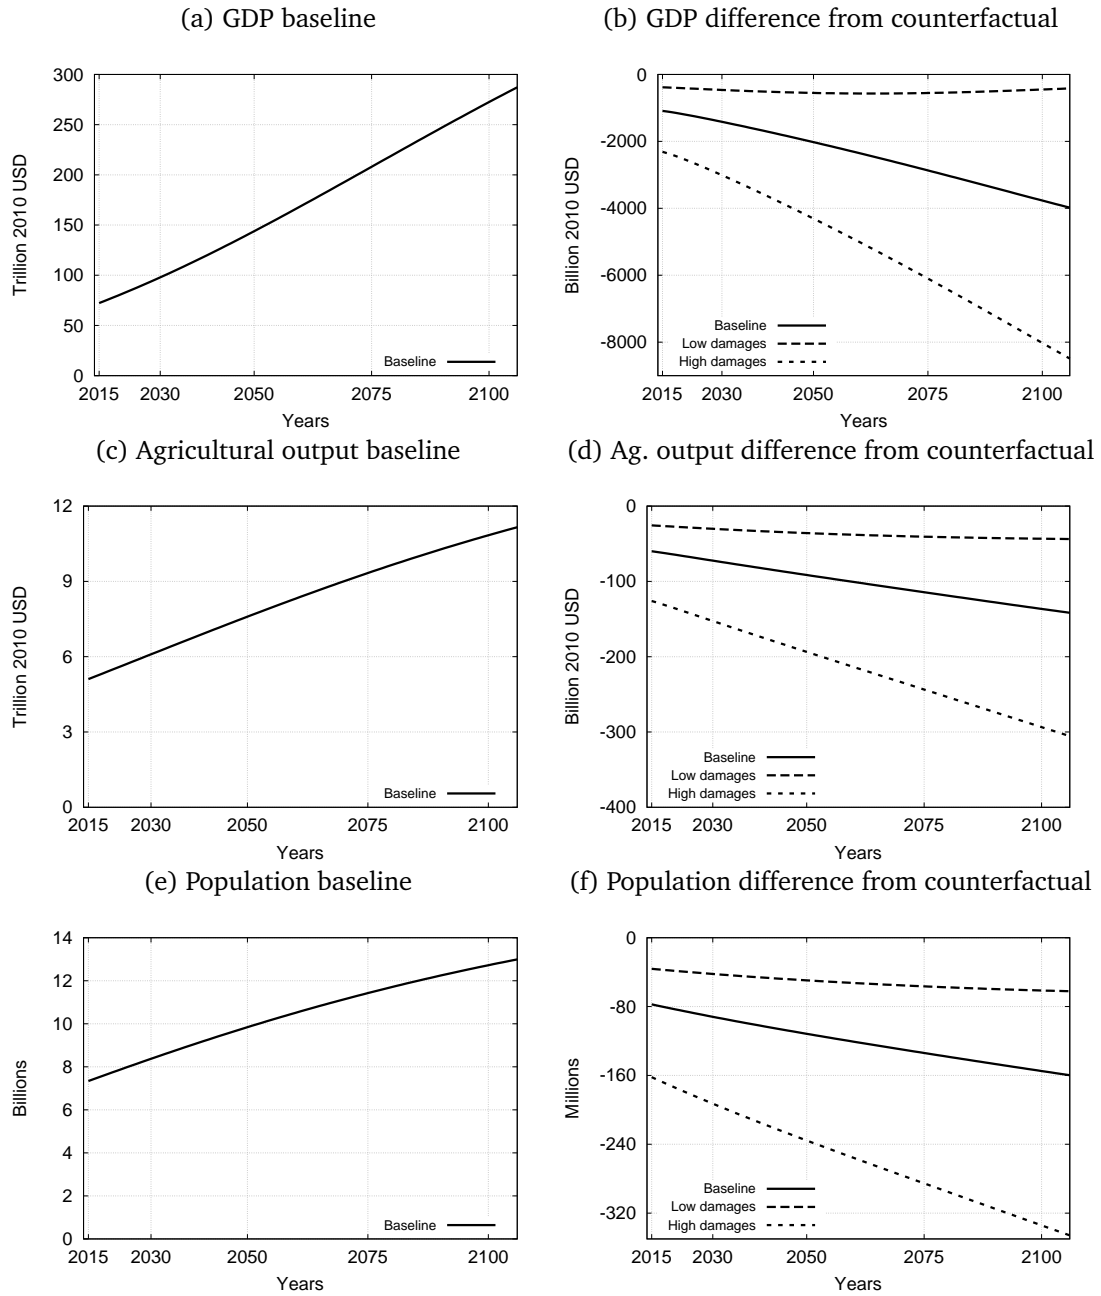 (a) GDP baseline
Trillion 2010 USD
300
250
200
150
100
50
0
2015 2030 2050 2075 2100
Years
Baseline
(b) GDP difference from counterfactual
Billion 2010 USD
0
-2000
-4000
-6000
-8000
2015 2030 2050 2075 2100
Years
Baseline
Low damages
High damages
(c) Agricultural output baseline
Trillion 2010 USD
12
9
6
3
0
2015 2030 2050 2075 2100
Years
Baseline
(d) Ag. output difference from counterfactual
Billion 2010 USD
0
-100
-200
-300
-400
2015 2030 2050 2075 2100
Years
Baseline
Low damages
High damages
(e) Population baseline
Billions
14
12
10
8
6
4
2
0
2015 2030 2050 2075 2100
Years
Baseline
(f) Population difference from counterfactual
Millions
0
-80
-160
-240
-320
2015 2030 2050 2075 2100
Years
Baseline
Low damages
High damages